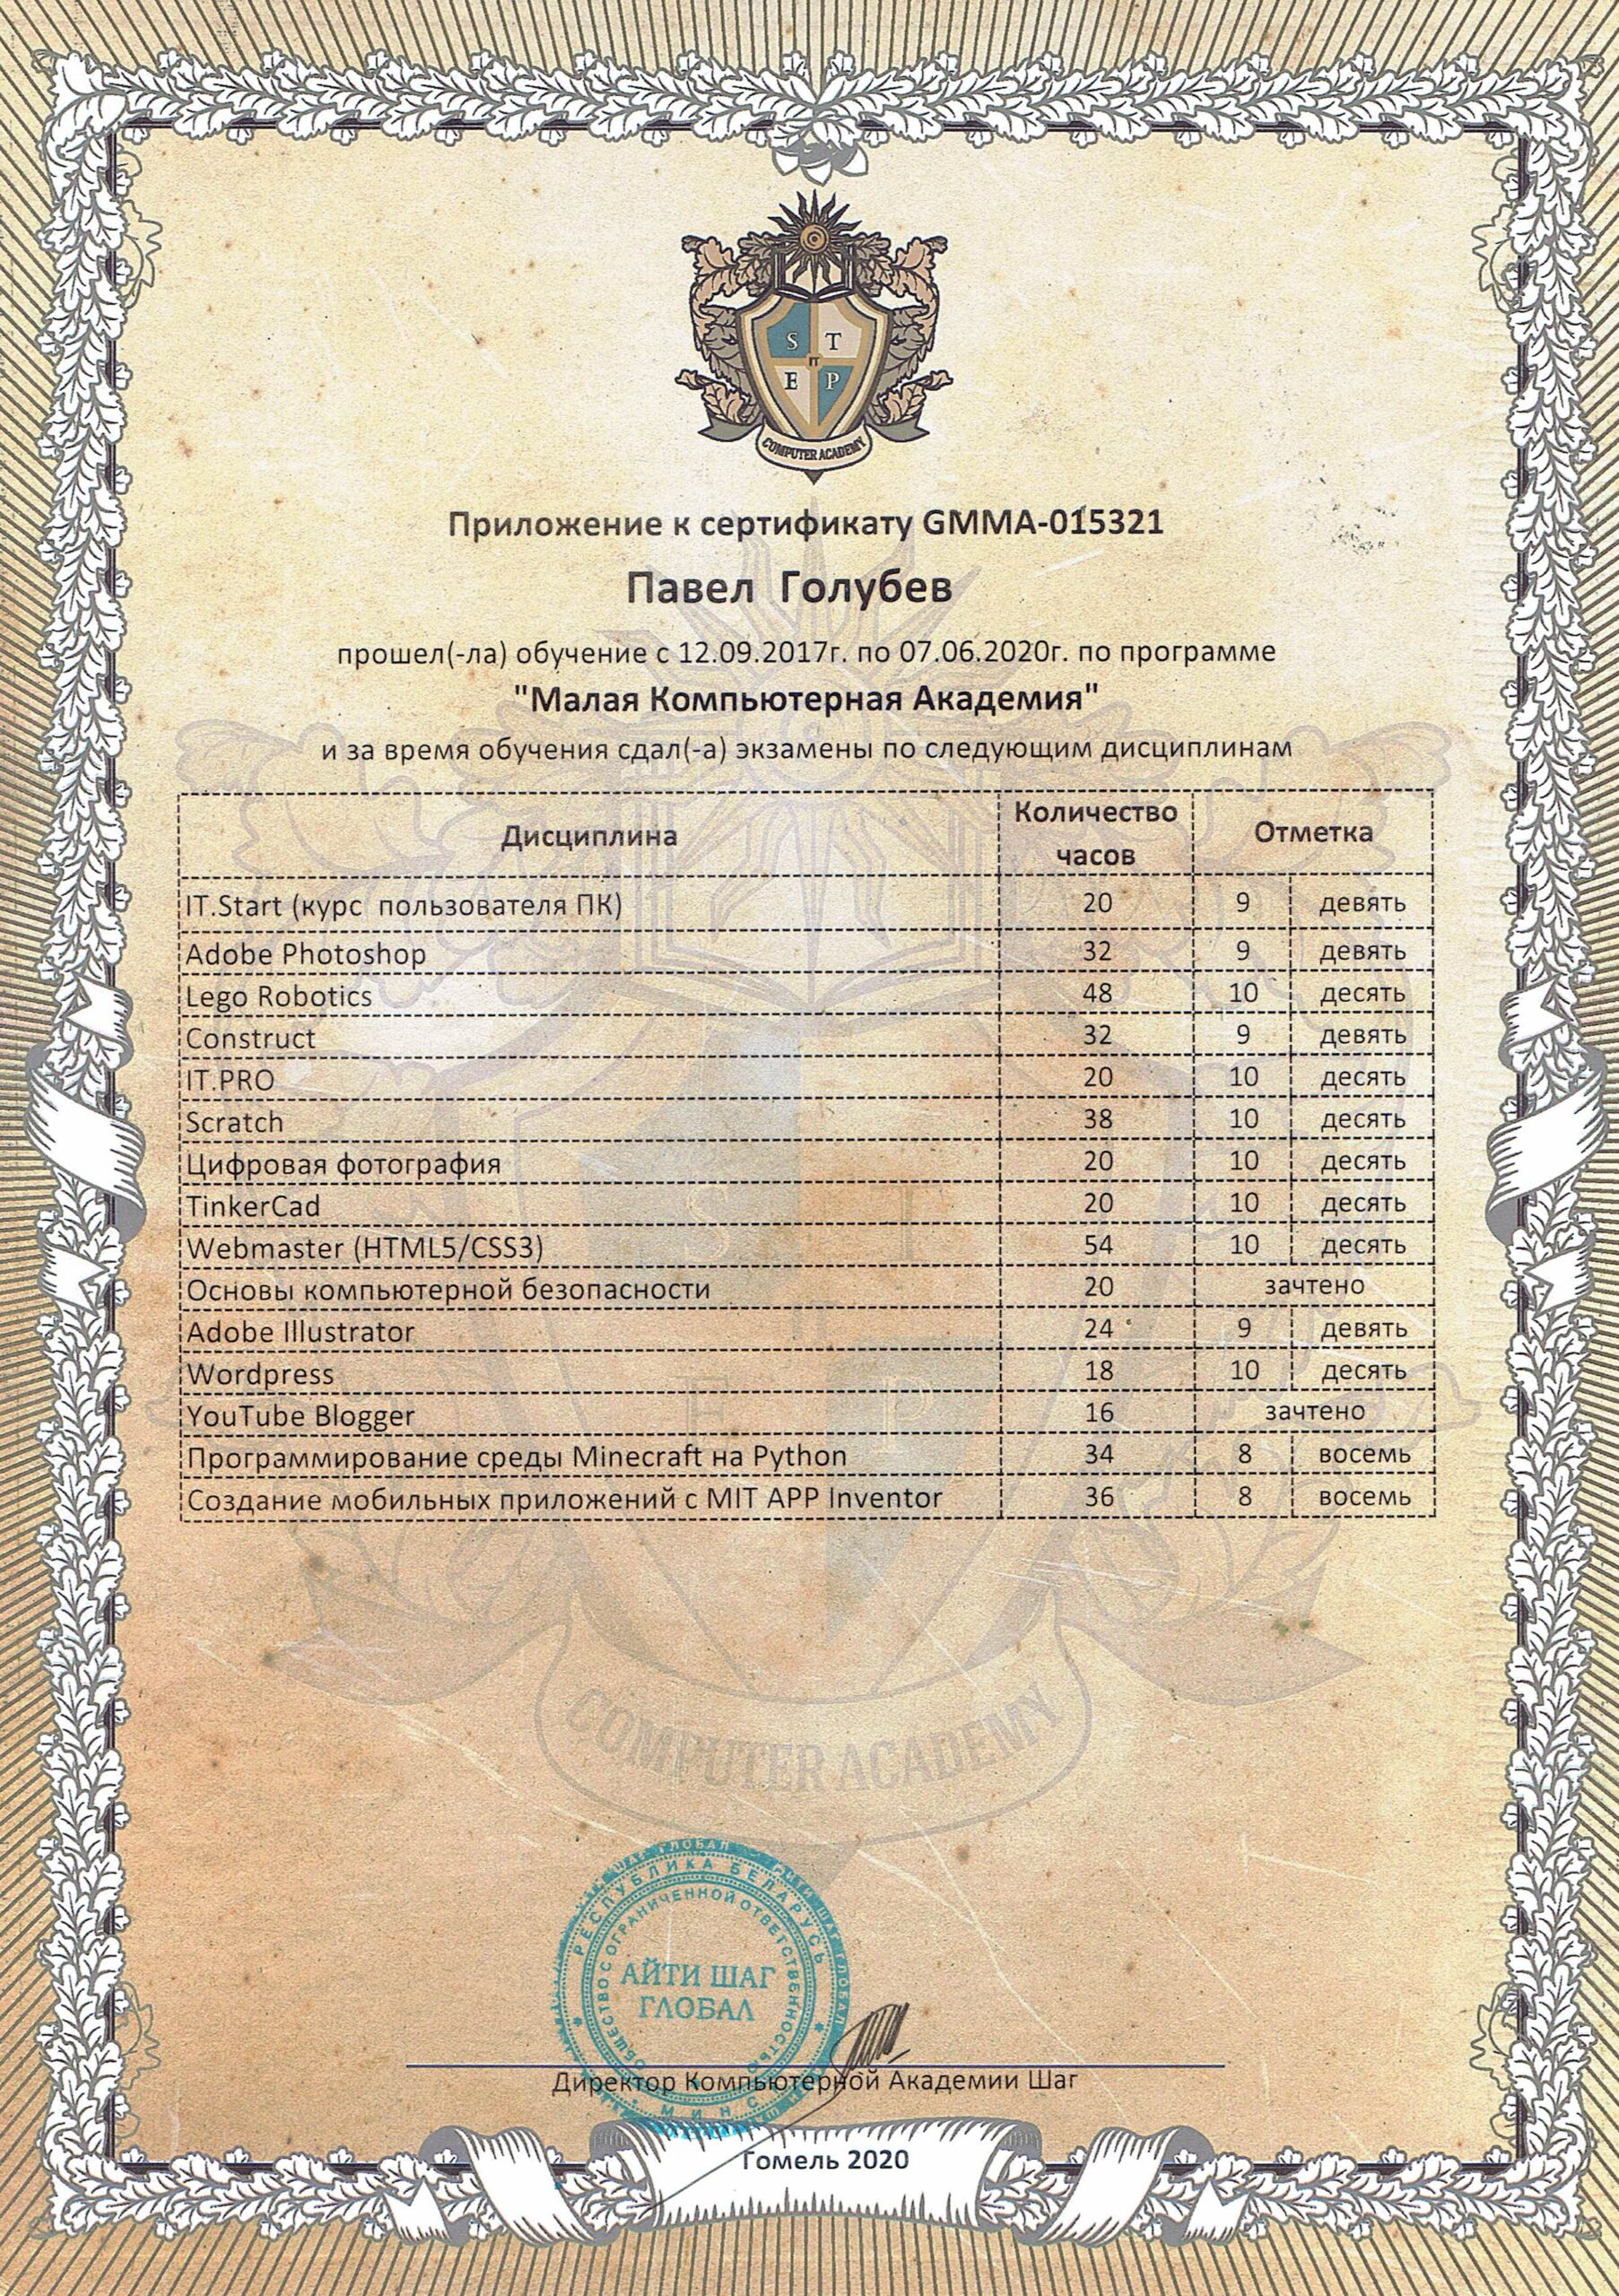 S T
IT
E P
COMPUTER ACADEMY
Приложение к сертификату GMMA-015321
Павел Голубев
прошел(-ла) обучение с 12.09.2017г. по 07.06.2020г. по программе
"Малая Компьютерная Академия"
и за время обучения сдал(-а) экзамены по следующим дисциплинам
Дисциплина Количество часов Отметка
IT.Start (курс пользователя ПК) 20 9 девять
Adobe Photoshop 32 9 девять
Lego Robotics 48 10 десять
Construct 32 9 девять
IT.PRO 20 10 десять
Scratch 38 10 десять
Цифровая фотография 20 10 десять
TinkerCad 20 10 десять
Webmaster (HTML5/CSS3) 54 10 десять
Основы компьютерной безопасности 20 зачтено
Adobe Illustrator 24 9 девять
Wordpress 18 10 десять
YouTube Blogger 16 зачтено
Программирование среды Minecraft на Python 34 8 восемь
Создание мобильных приложений с MIT APP Inventor 36 8 восемь
S T
E P
COMPUTER ACADEMY
РЕСПУБЛИКА БЕЛАРУСЬ
ОБЩЕСТВО С ОГРАНИЧЕННОЙ ОТВЕТСТВЕННОСТЬЮ
АЙТИ ШАГ
ГЛОБАЛ
Директор Компьютерной Академии Шаг
Гомель 2020